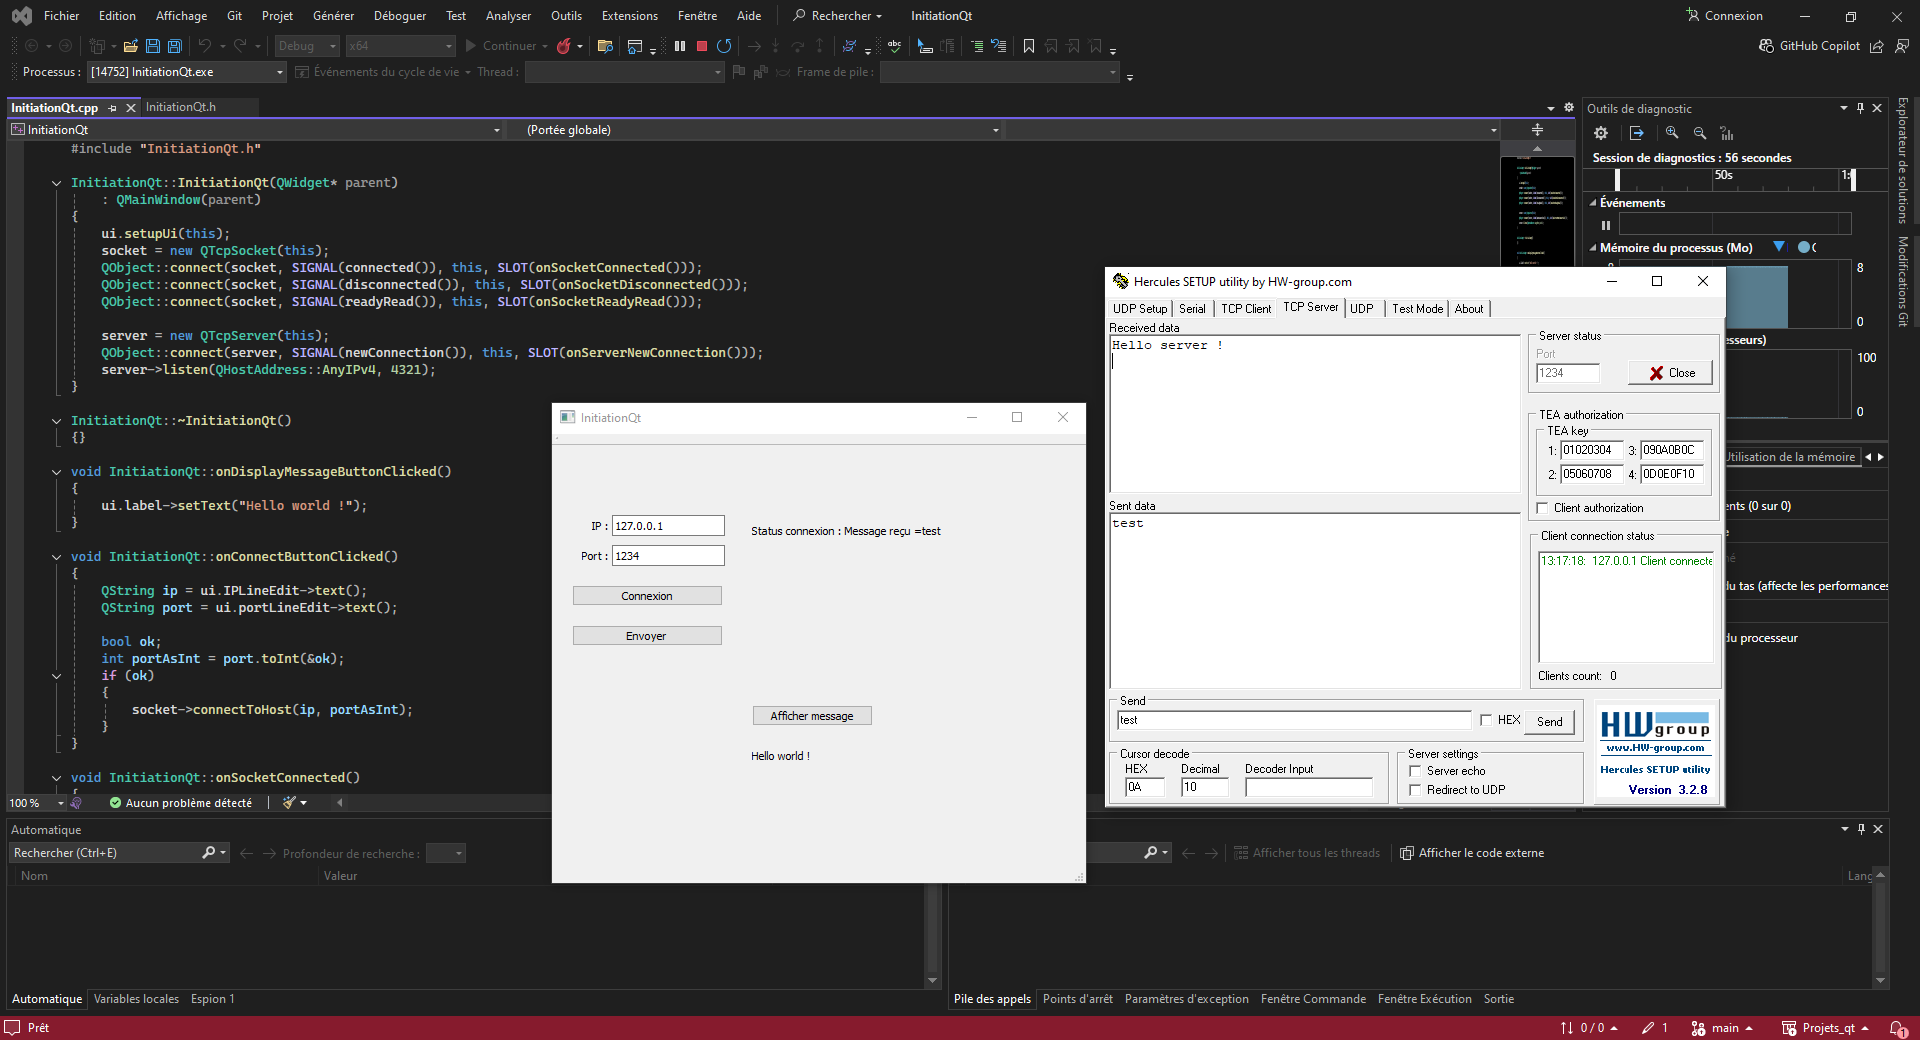 Fichier Edition Affichage Git Projet Générer Déboguer Test Analyser Outils Extensions Fenêtre Aide Rechercher InitiationQt Connexion
Debug x64 Continuer GitHub Copilot
Processus : [14752] InitiationQt.exe Événements du cycle de vie Thread : Frame de pile :
InitiationQt.cpp InitiationQt.h
InitiationQt (Portée globale)
#include "InitiationQt.h"
InitiationQt::InitiationQt(QWidget* parent)
: QMainWindow(parent)
{
ui.setupUi(this);
socket = new QTcpSocket(this);
QObject::connect(socket, SIGNAL(connected()), this, SLOT(onSocketConnected()));
QObject::connect(socket, SIGNAL(disconnected()), this, SLOT(onSocketDisconnected()));
QObject::connect(socket, SIGNAL(readyRead()), this, SLOT(onSocketReadyRead()));
server = new QTcpServer(this);
QObject::connect(server, SIGNAL(newConnection()), this, SLOT(onServerNewConnection()));
server->listen(QHostAddress::AnyIPv4, 4321);
}
InitiationQt::~InitiationQt()
{}
void InitiationQt::onDisplayMessageButtonClicked()
{
ui.label->setText("Hello world !");
}
void InitiationQt::onConnectButtonClicked()
{
QString ip = ui.IPLineEdit->text();
QString port = ui.portLineEdit->text();
bool ok;
int portAsInt = port.toInt(&ok);
if (ok)
{
socket->connectToHost(ip, portAsInt);
}
}
void InitiationQt::onSocketConnected()
{
100 % Aucun problème détecté
InitiationQt
IP : 127.0.0.1
Status connexion : Message reçu =test
Port : 1234
Connexion
Envoyer
Afficher message
Hello world !
Hercules SETUP utility by HW-group.com
UDP Setup Serial TCP Client TCP Server UDP Test Mode About
Received data
Hello server !
Sent data
test
Server status
Port
1234 Close
TEA authorization
TEA key
1: 01020304 3: 090A0B0C
2: 05060708 4: 0D0E0F10
Client authorization
Client connection status
13:17:18: 127.0.0.1 Client connecte
Clients count: 0
Send
test HEX Send
Cursor decode
HEX Decimal Decoder Input
0A 10
Server settings
Server echo
Redirect to UDP
HW group
www.HW-group.com
Hercules SETUP utility
Version 3.2.8
Outils de diagnostic
Session de diagnostics : 56 secondes
50s 1:
Événements
Mémoire du processus (Mo)
8 8
0
esseurs)
100
0
Utilisation de la mémoire
ents (0 sur 0)
du tas (affecte les performances
du processeur
Explorateur de solutions
Modifications Git
Automatique
Rechercher (Ctrl+E) Profondeur de recherche :
Nom Valeur
Afficher tous les threads Afficher le code externe
Lang
Automatique Variables locales Espion 1
Pile des appels Points d'arrêt Paramètres d'exception Fenêtre Commande Fenêtre Exécution Sortie
Prêt 0 / 0 1 main Projets_qt 1